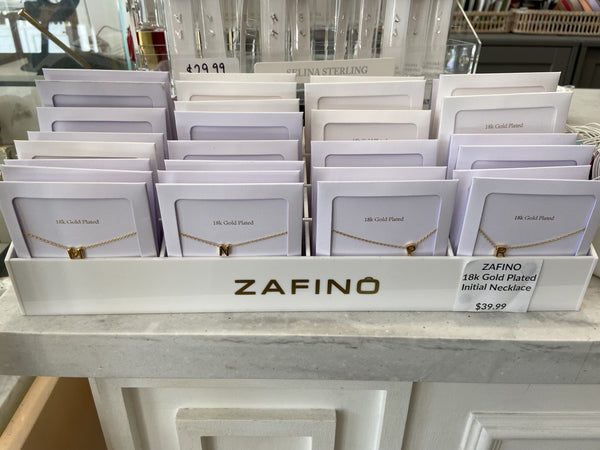 $29.99
SELINA STERLING
18k Gold Plated
18k Gold Plated
18k Gold Plated
18k Gold Plated
18k Gold Plated
M
N
P
R
ZAFINO
ZAFINO
18k Gold Plated
Initial Necklace
$39.99